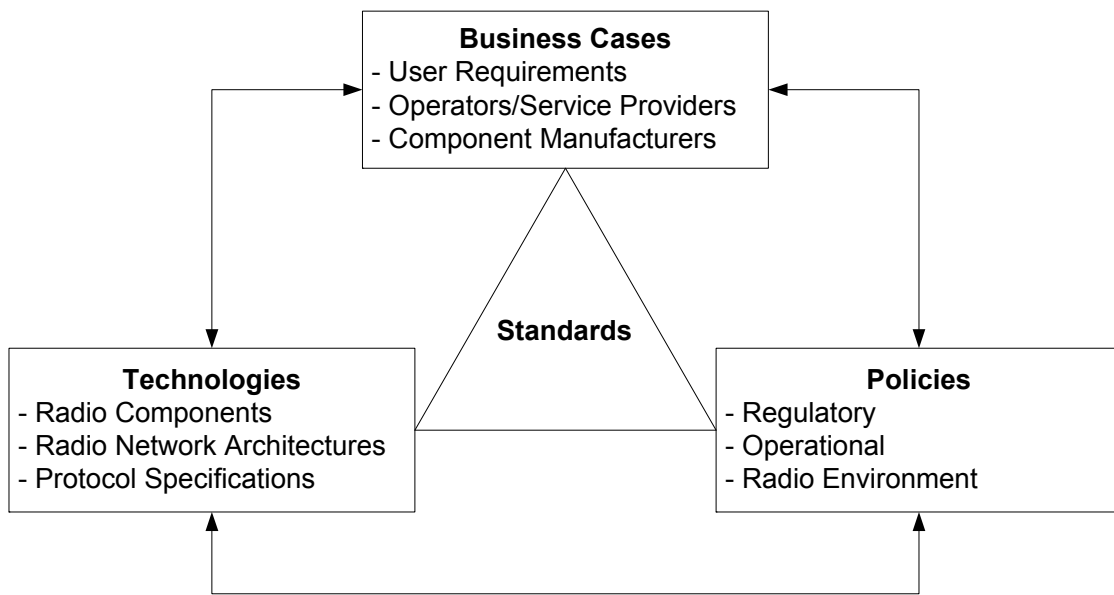 Business Cases
- User Requirements
- Operators/Service Providers
- Component Manufacturers
Standards
Technologies
- Radio Components
- Radio Network Architectures
- Protocol Specifications
Policies
- Regulatory
- Operational
- Radio Environment